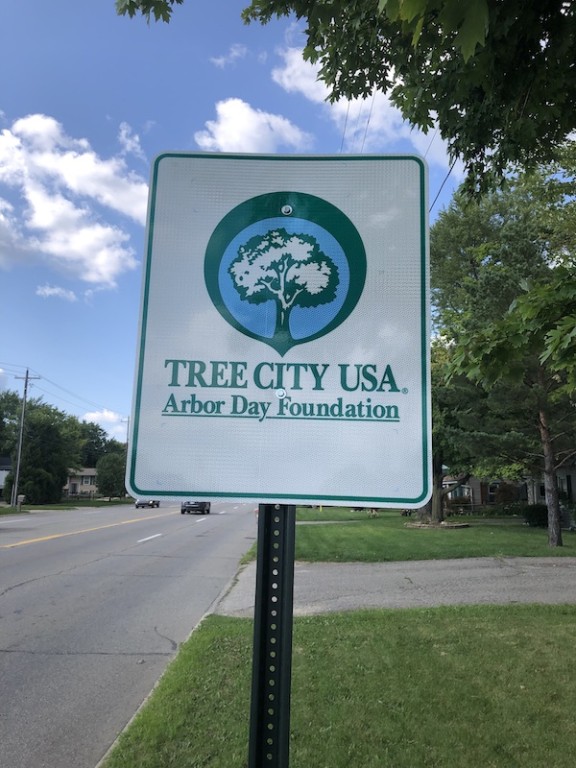 TREE CITY USA®
Arbor Day Foundation